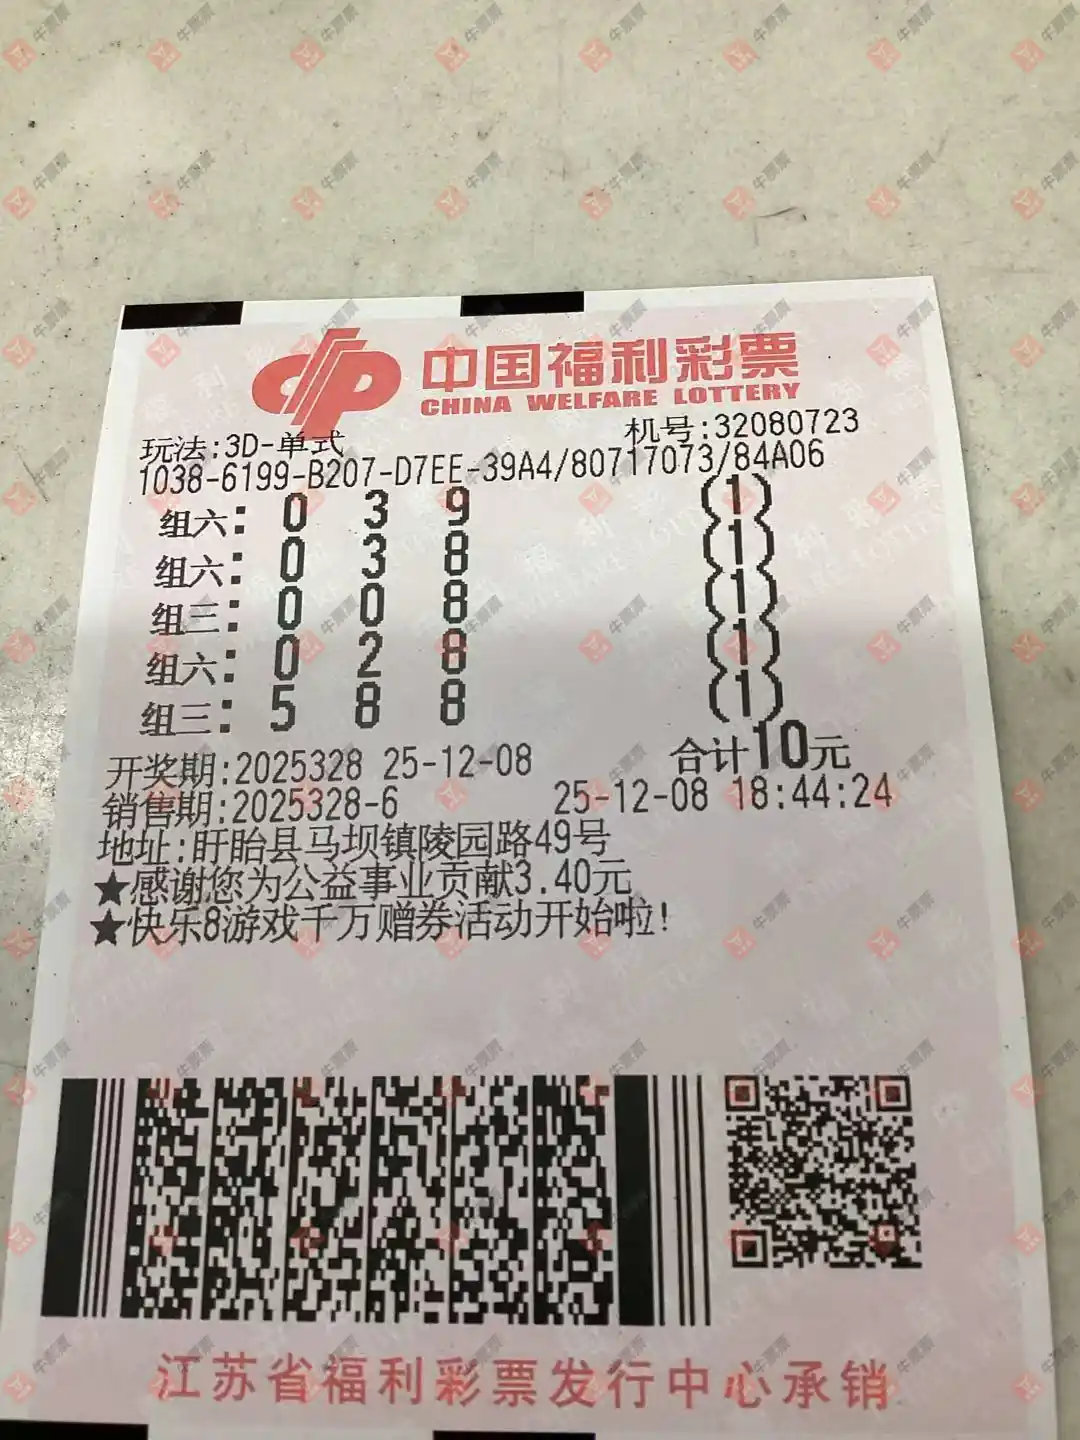 中国福利彩票
CHINA WELFARE LOTTERY
玩法:3D-单式 机号:32080723
1038-6199-B207-D7EE-39A4/80717073/84A06
组六: 0 3 9 (1)
组六: 0 3 8 (1)
组三: 0 0 8 (1)
组六: 0 2 8 (1)
组三: 5 8 8 (1)
合计10元
开奖期:2025328 25-12-08
销售期:2025328-6 25-12-08 18:44:24
地址:盱眙县马坝镇陵园路49号
★感谢您为公益事业贡献3.40元
★快乐8游戏千万赠券活动开始啦!
江苏省福利彩票发行中心承销
牛票票